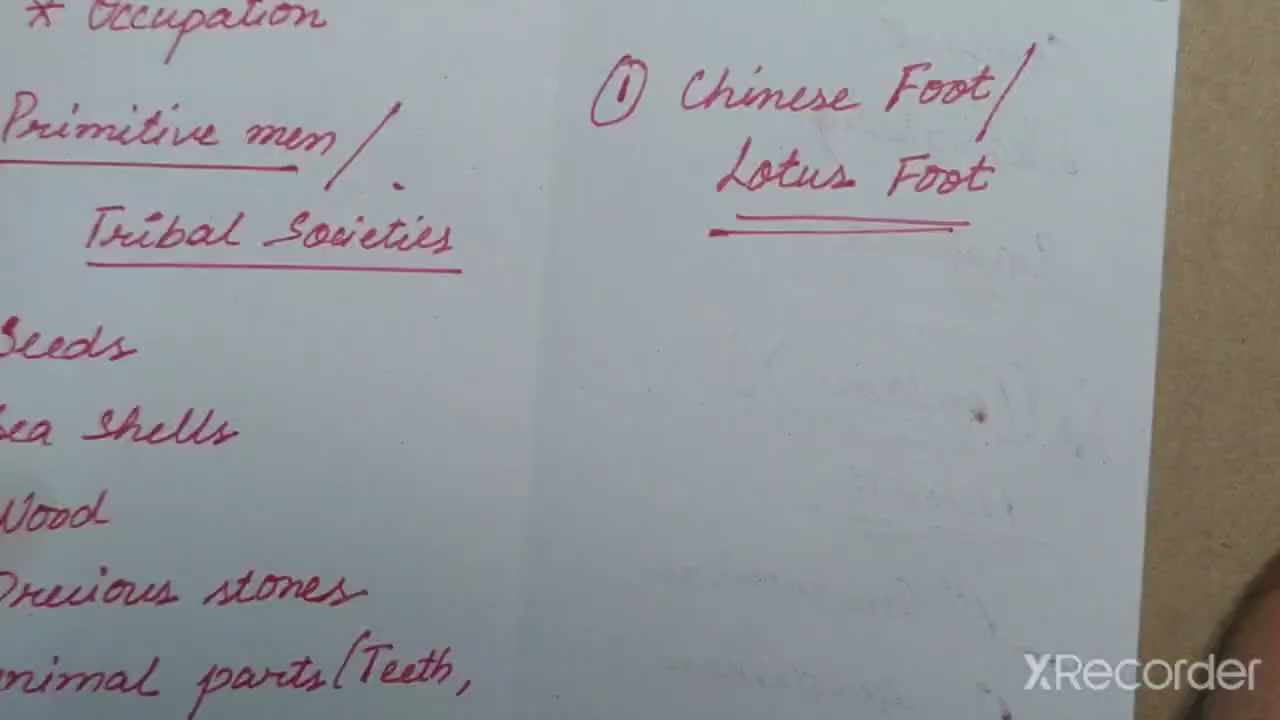 * Occupation
Primitive men /
Tribal Societies
Seeds
Sea Shells
Wood
Precious stones
Animal parts (Teeth,
① Chinese Foot /
Lotus Foot
XRecorder